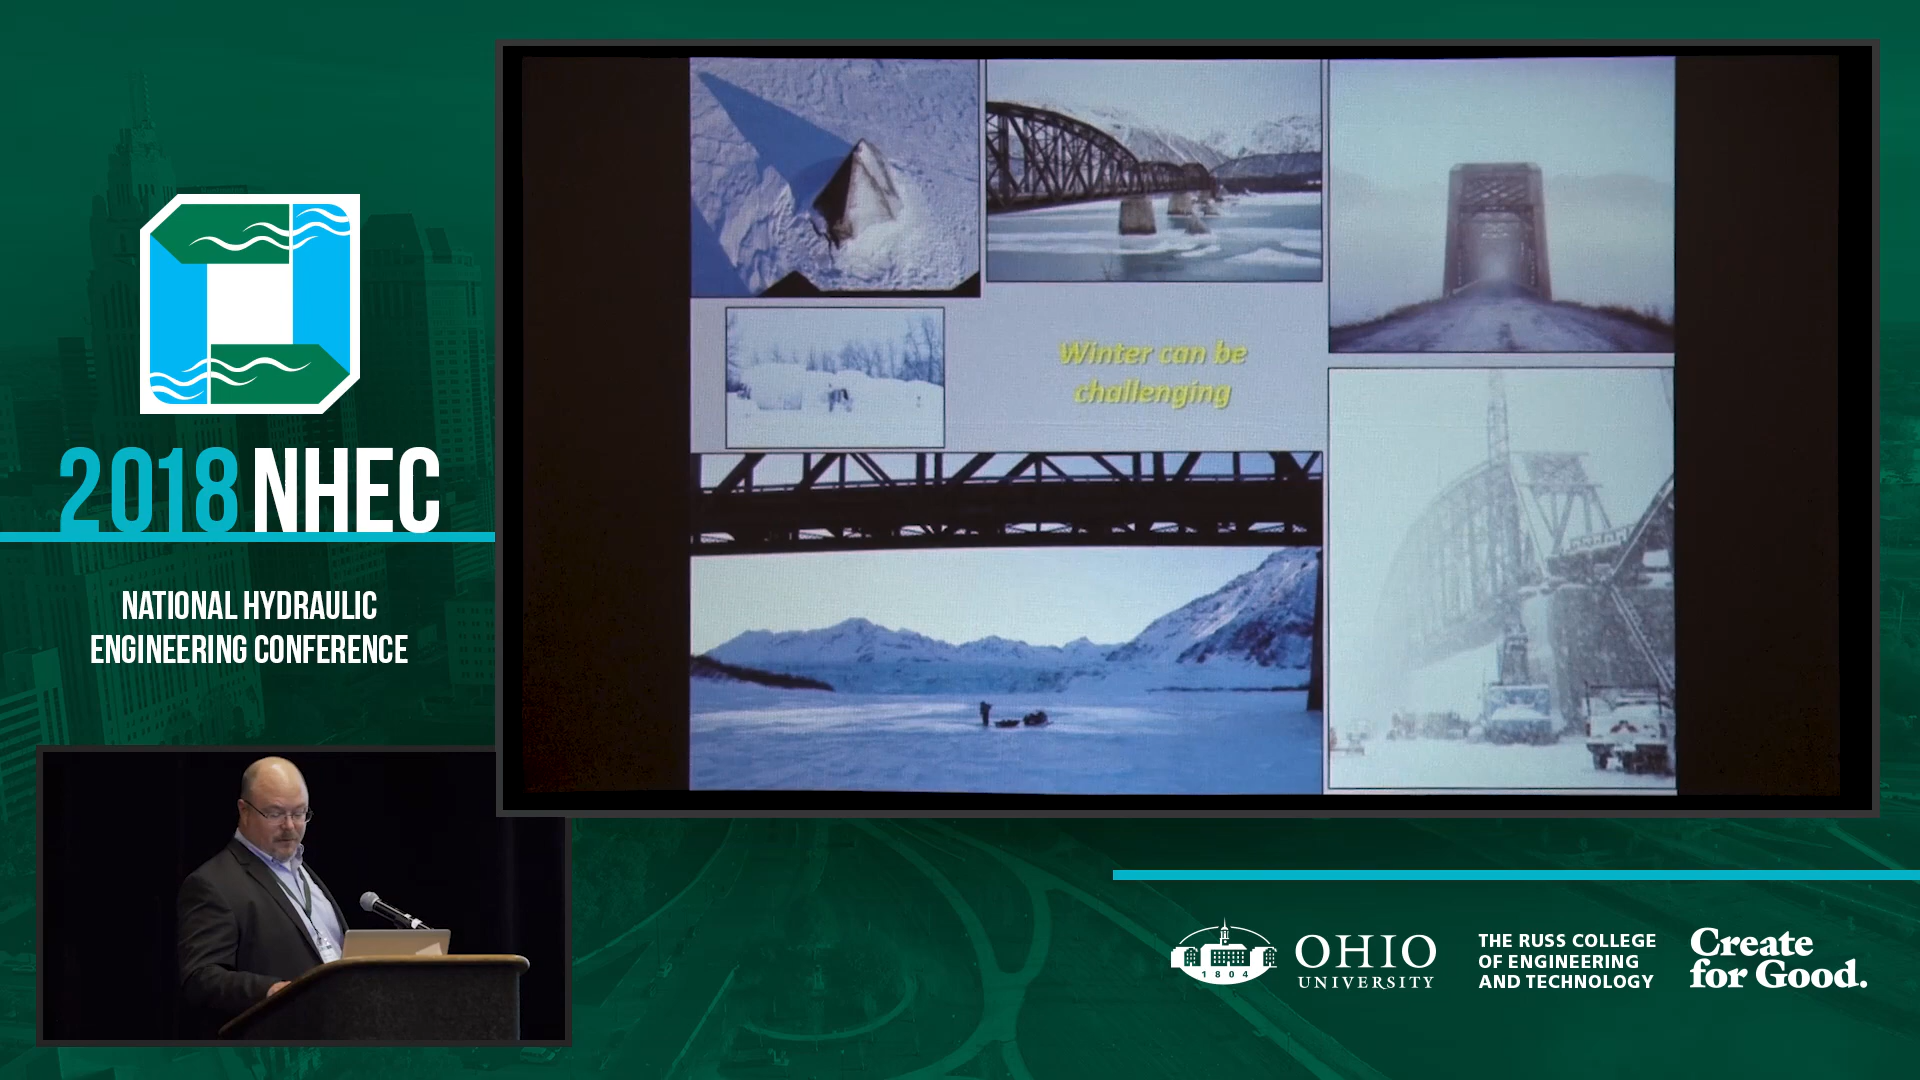 2018 NHEC
NATIONAL HYDRAULIC
ENGINEERING CONFERENCE
Winter can be
challenging
1804
OHIO
UNIVERSITY
THE RUSS COLLEGE
OF ENGINEERING
AND TECHNOLOGY
Create
for Good.